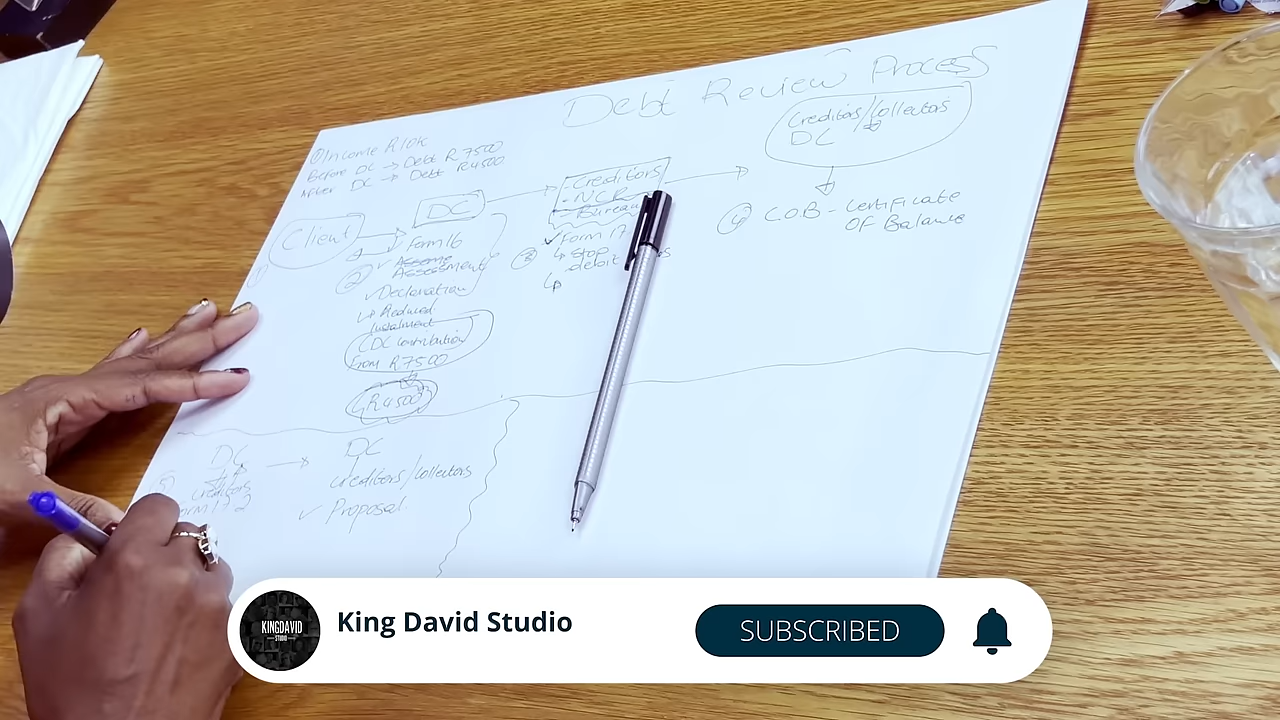 Debt Review Process
Income R10K
Before DC → Debt R7500
After DC → Debt R4500
Client
1
DC
2
✓ Form 16
✓ Assessment
✓ Declaration
↳ Reduced
Instalment
(DC contribution)
from R7500
R4500
- Creditors
- NCR
- Bureau
3
✓ Form 17
↳ Stop
debit
Creditors/Collectors
DC
4
C.O.B - Certificate
OF Balance
5
DC
creditors
2
DC
creditors/collectors
✓ Proposal
KINGDAVID
STUDIO
King David Studio
SUBSCRIBED